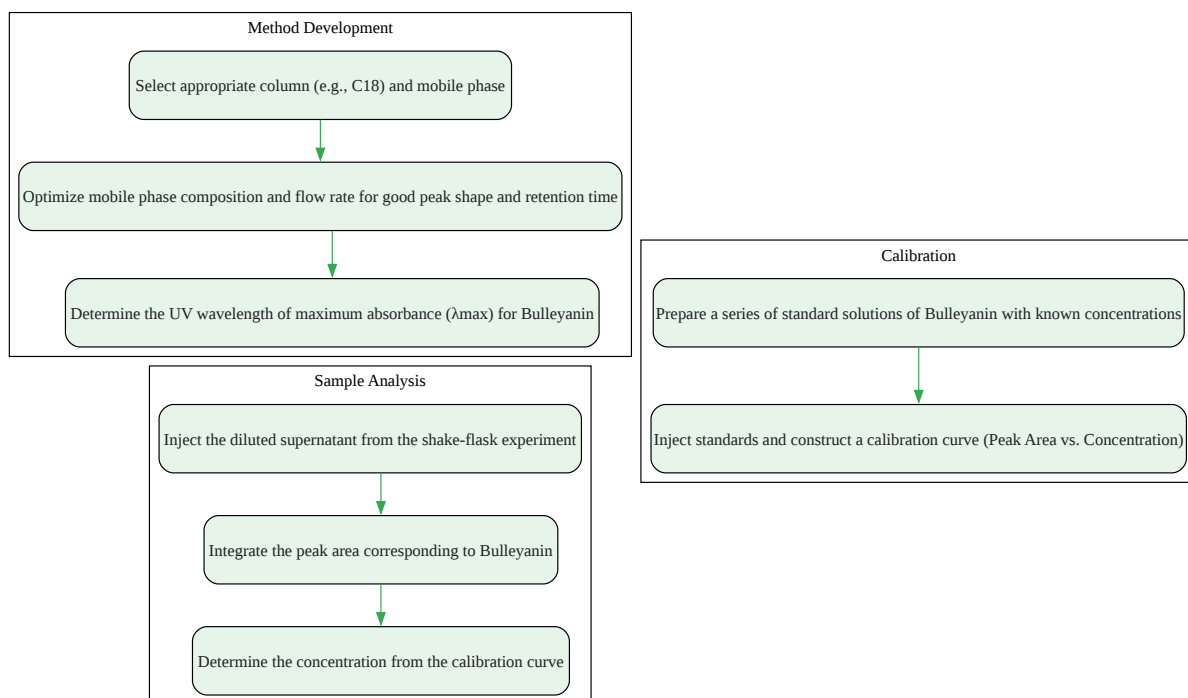 Method Development
Select appropriate column (e.g., C18) and mobile phase
Optimize mobile phase composition and flow rate for good peak shape and retention time
Determine the UV wavelength of maximum absorbance (λmax) for Bulleyanin
Calibration
Prepare a series of standard solutions of Bulleyanin with known concentrations
Inject standards and construct a calibration curve (Peak Area vs. Concentration)
Sample Analysis
Inject the diluted supernatant from the shake-flask experiment
Integrate the peak area corresponding to Bulleyanin
Determine the concentration from the calibration curve